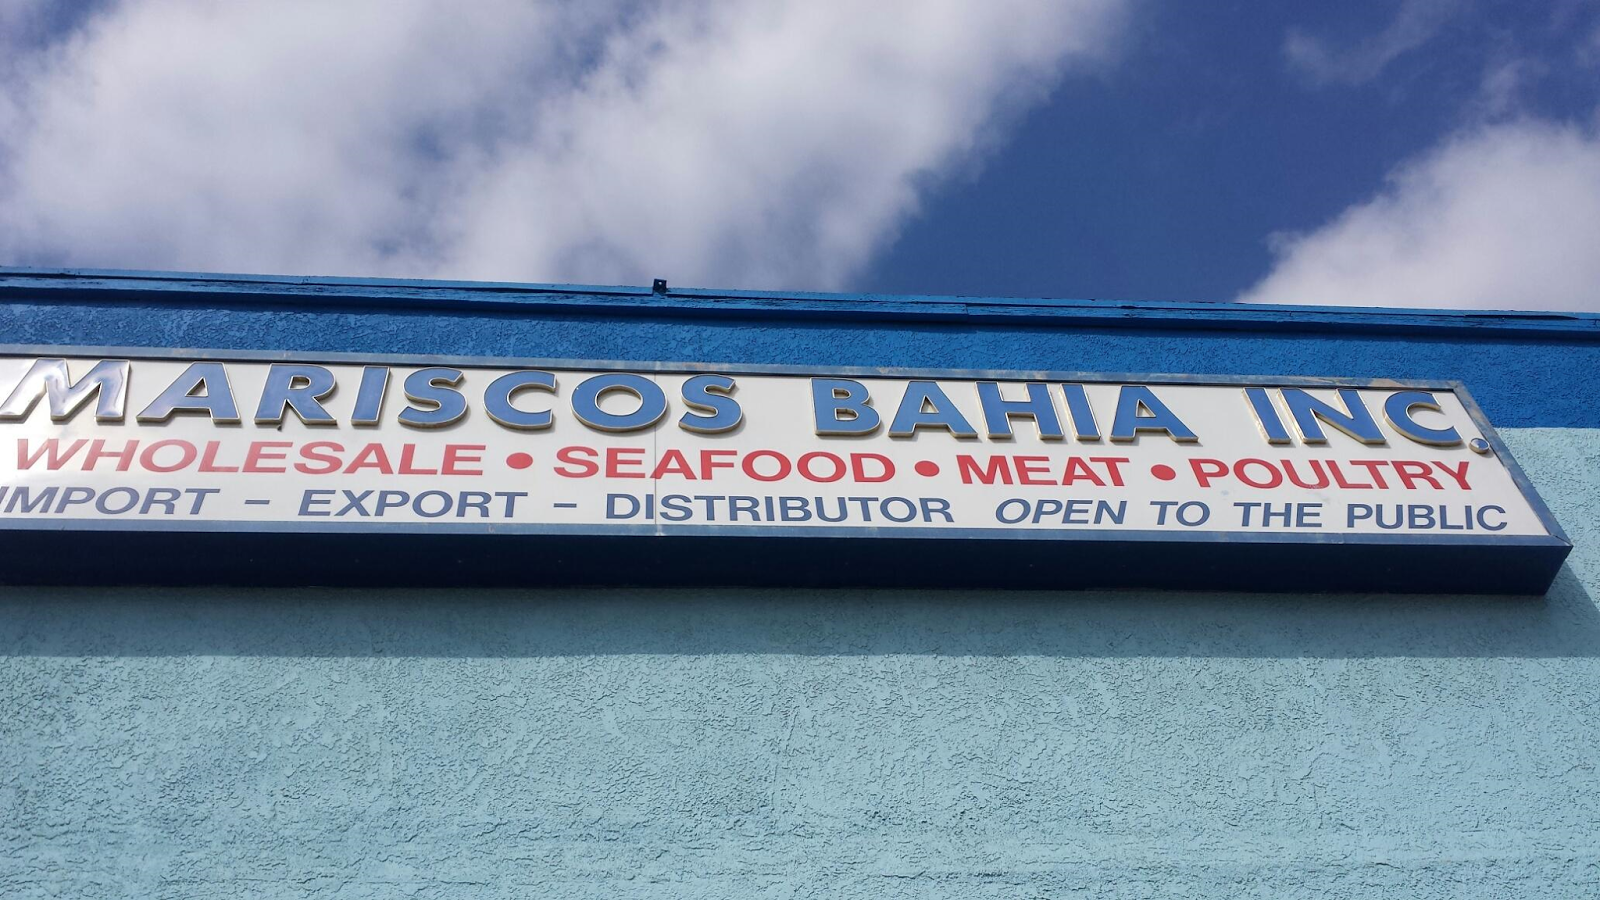 MARISCOS BAHIA INC.
WHOLESALE • SEAFOOD • MEAT • POULTRY
IMPORT - EXPORT - DISTRIBUTOR OPEN TO THE PUBLIC